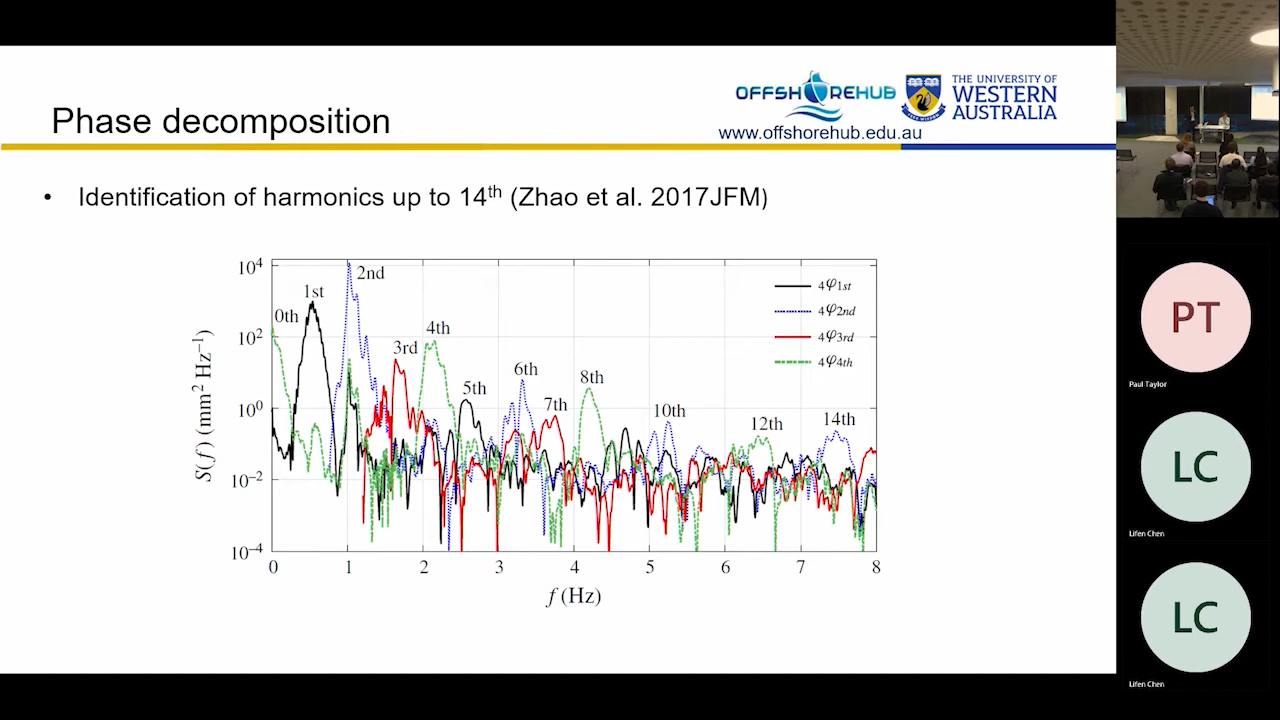 Phase decomposition
OFFSHOREHUB
www.offshorehub.edu.au
THE UNIVERSITY OF
WESTERN
AUSTRALIA
• Identification of harmonics up to 14th (Zhao et al. 2017JFM)
S(f) (mm² Hz⁻¹)
10⁴
10²
10⁰
10⁻²
10⁻⁴
0th
1st
2nd
3rd
4th
5th
6th
7th
8th
10th
12th
14th
4φ1st
4φ2nd
4φ3rd
4φ4th
0 1 2 3 4 5 6 7 8
f (Hz)
PT
Paul Taylor
LC
Lifen Chen
LC
Lifen Chen